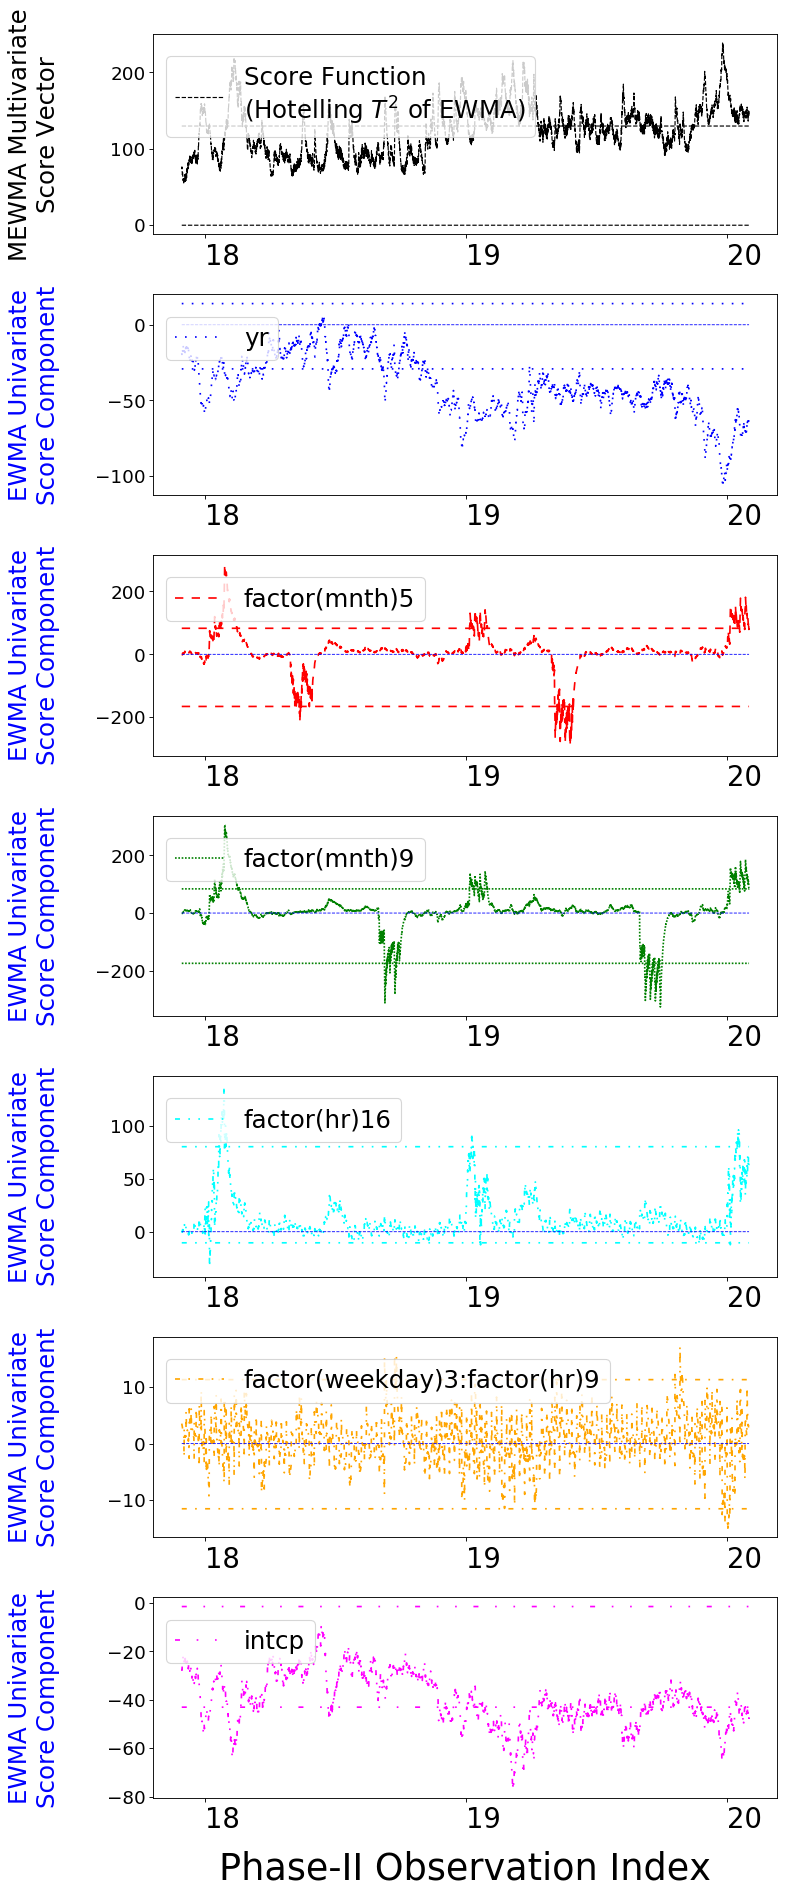 MEWMA Multivariate
Score Vector
200
100
0
Score Function
(Hotelling T² of EWMA)
18 19 20
EWMA Univariate
Score Component
0
−50
−100
yr
18 19 20
EWMA Univariate
Score Component
200
0
−200
factor(mnth)5
18 19 20
EWMA Univariate
Score Component
200
0
−200
factor(mnth)9
18 19 20
EWMA Univariate
Score Component
100
50
0
factor(hr)16
18 19 20
EWMA Univariate
Score Component
10
0
−10
factor(weekday)3:factor(hr)9
18 19 20
EWMA Univariate
Score Component
0
−20
−40
−60
−80
intcp
18 19 20
Phase-II Observation Index